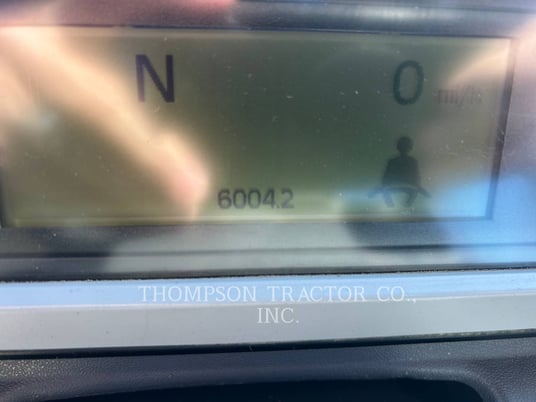 N 0 mi/h
6004.2
THOMPSON TRACTOR CO.,
INC.